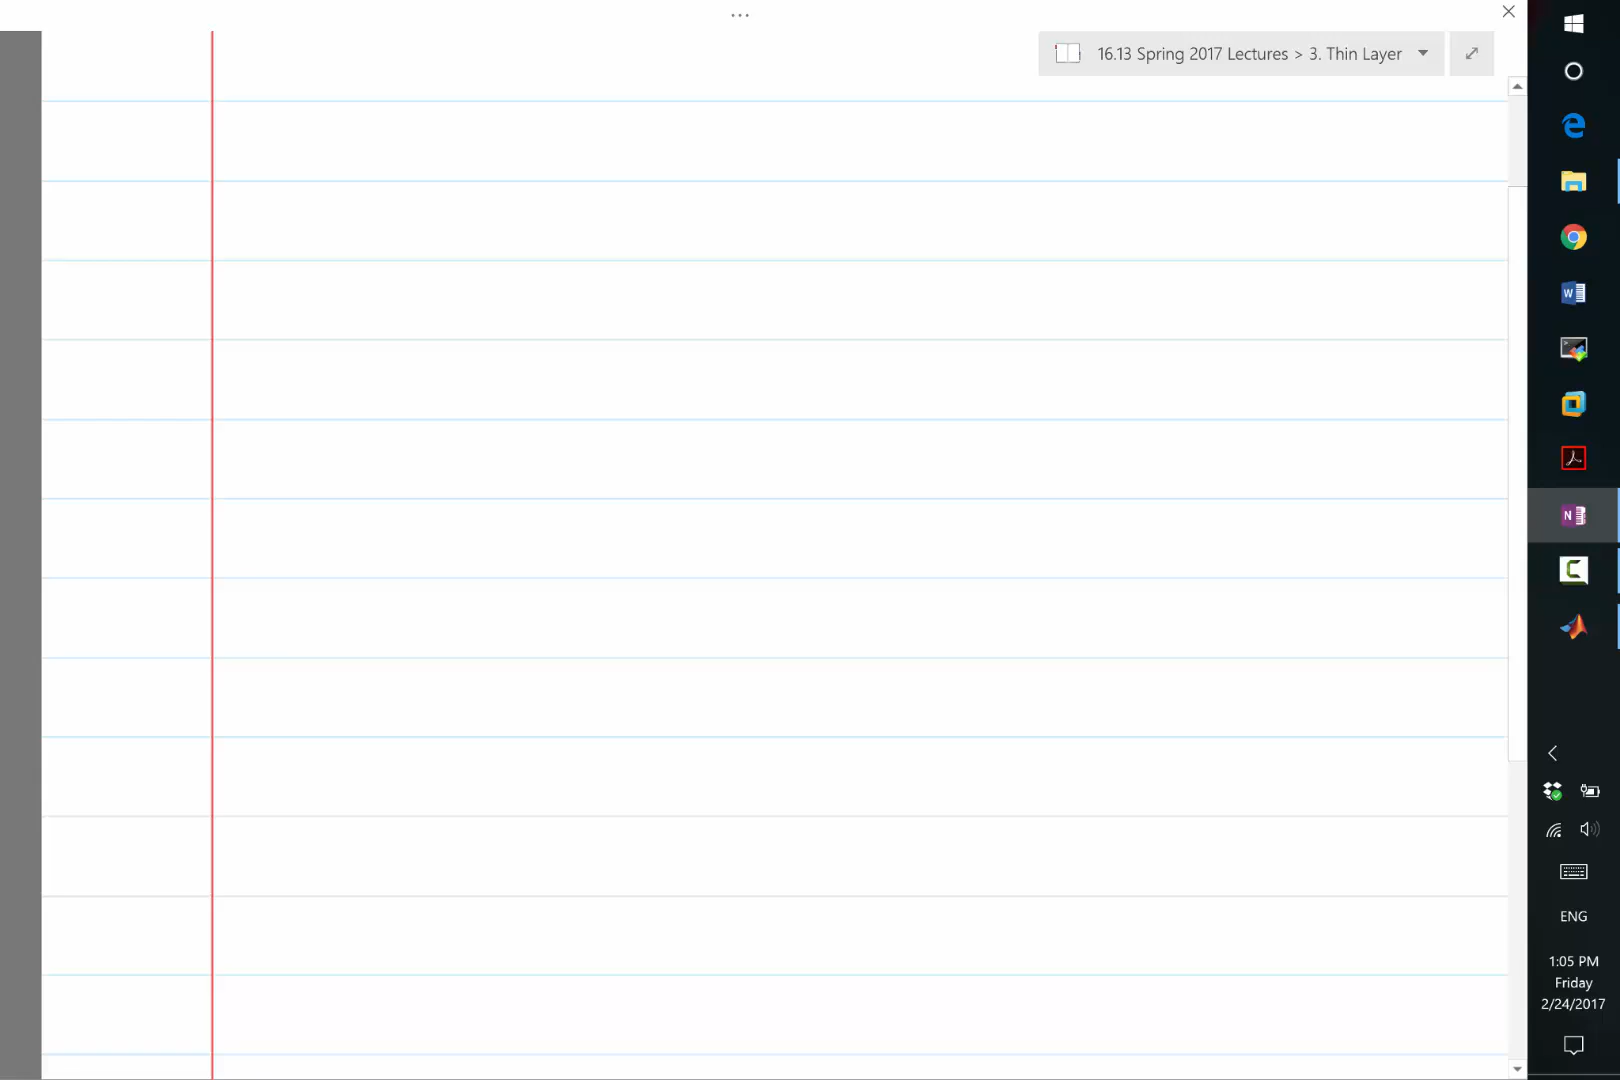 16.13 Spring 2017 Lectures > 3. Thin Layer
ENG
1:05 PM
Friday
2/24/2017